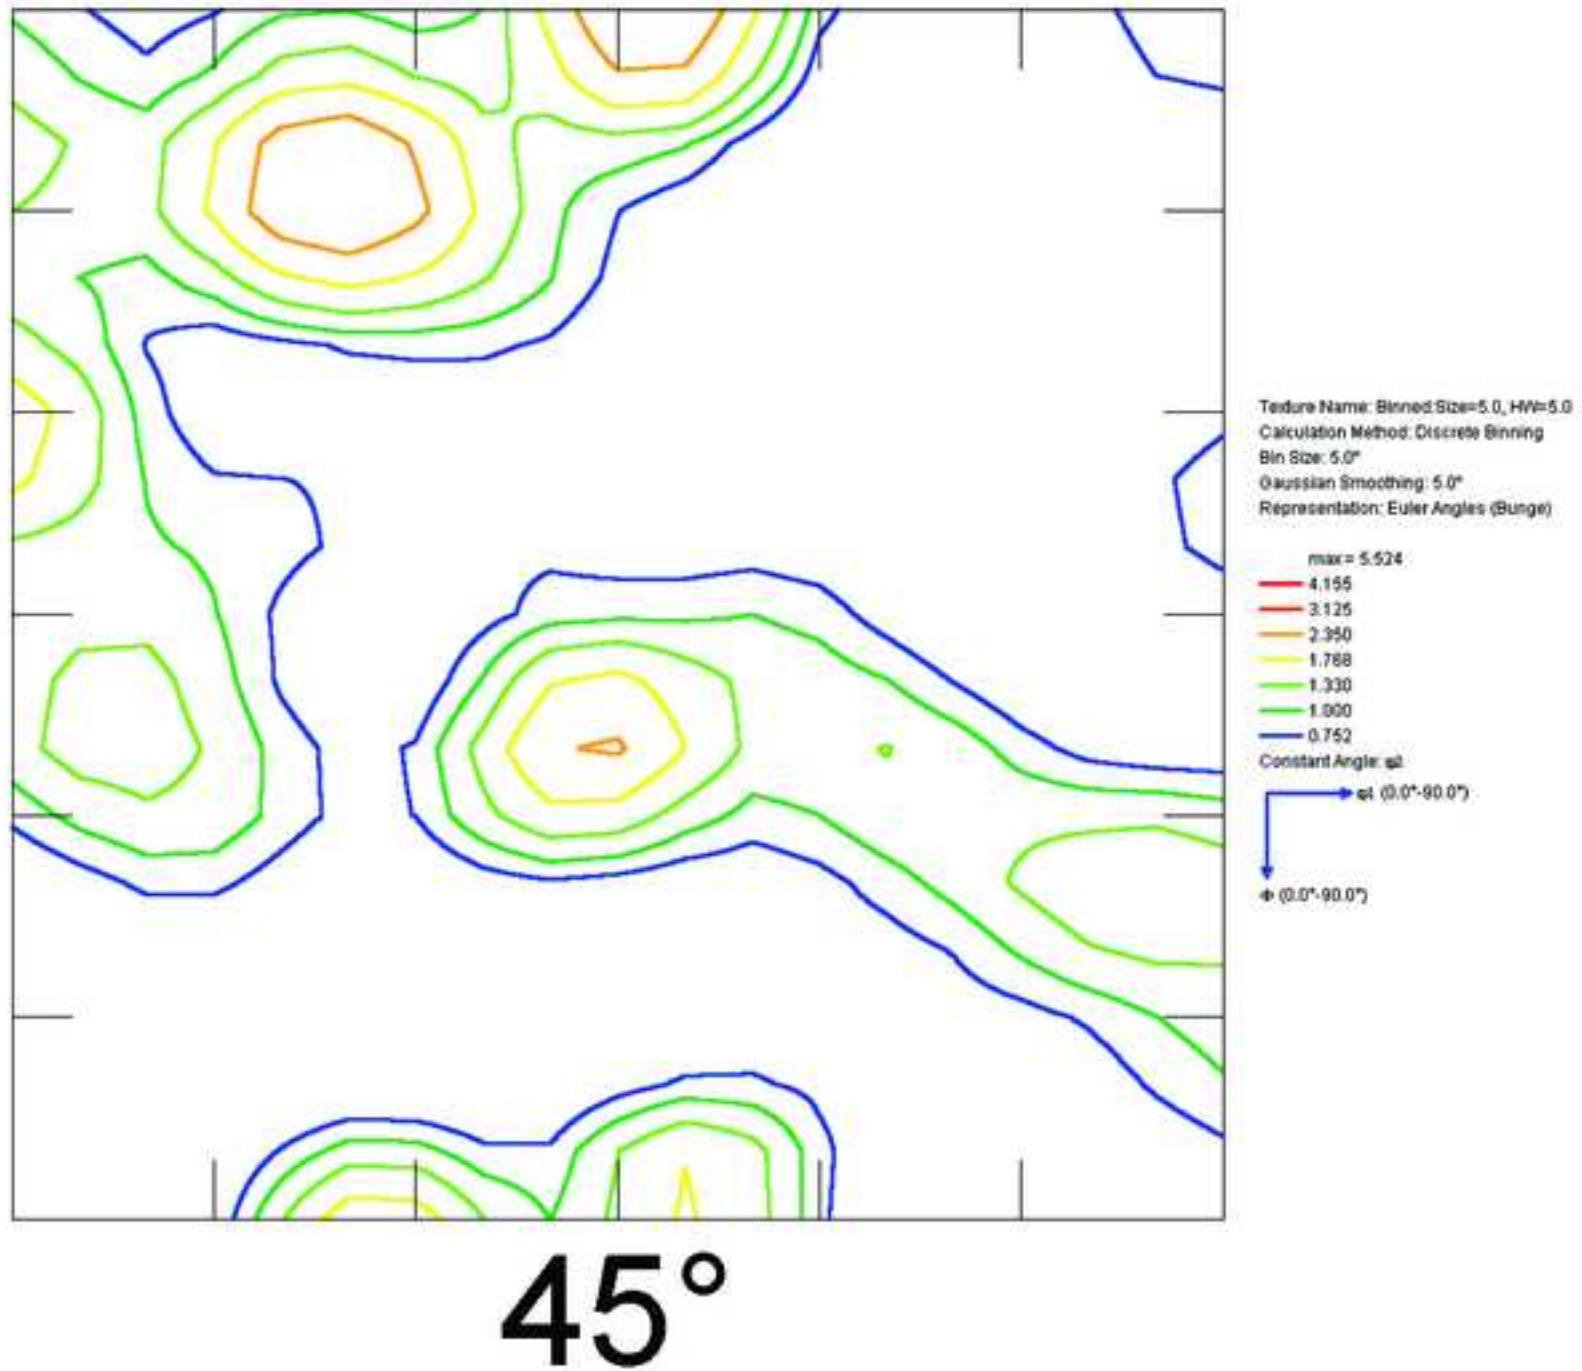 Texture Name: Binned:Size=5.0, HW=5.0
Calculation Method: Discrete Binning
Bin Size: 5.0°
Gaussian Smoothing: 5.0°
Representation: Euler Angles (Bunge)
max = 5.524
4.155
3.125
2.350
1.768
1.330
1.000
0.752
Constant Angle: φ2
φ1 (0.0°-90.0°)
Φ (0.0°-90.0°)
45°